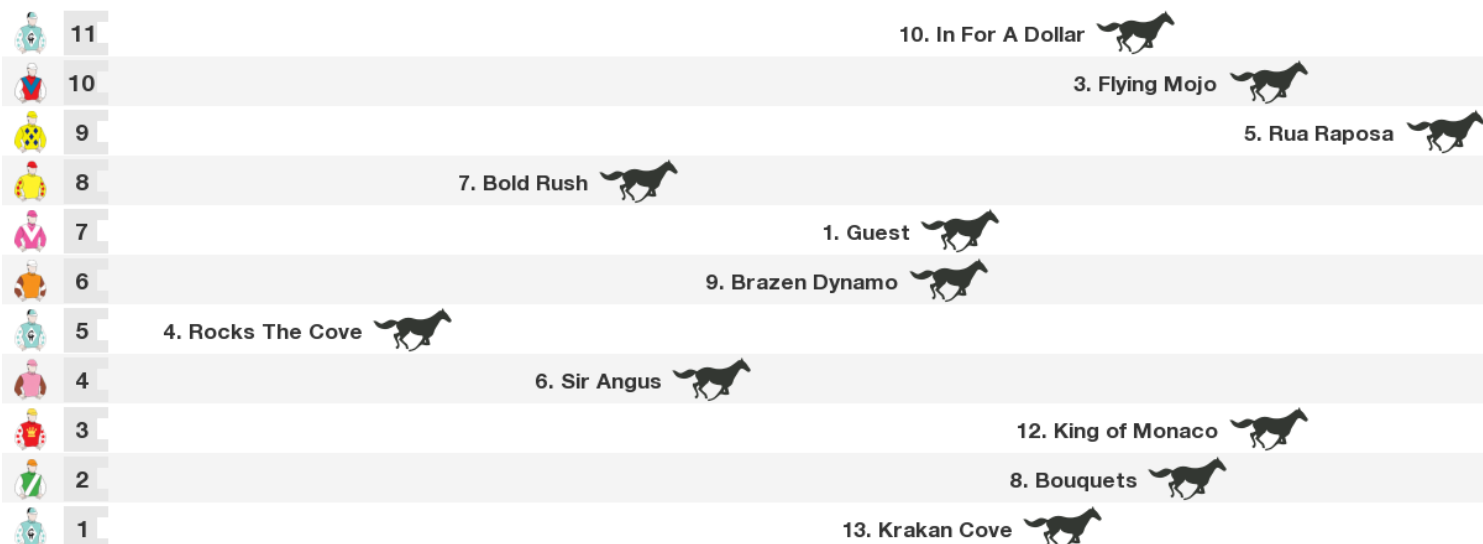 11 10. In For A Dollar
10 3. Flying Mojo
9 5. Rua Raposa
8 7. Bold Rush
7 1. Guest
6 9. Brazen Dynamo
5 4. Rocks The Cove
4 6. Sir Angus
3 12. King of Monaco
2 8. Bouquets
1 13. Krakan Cove